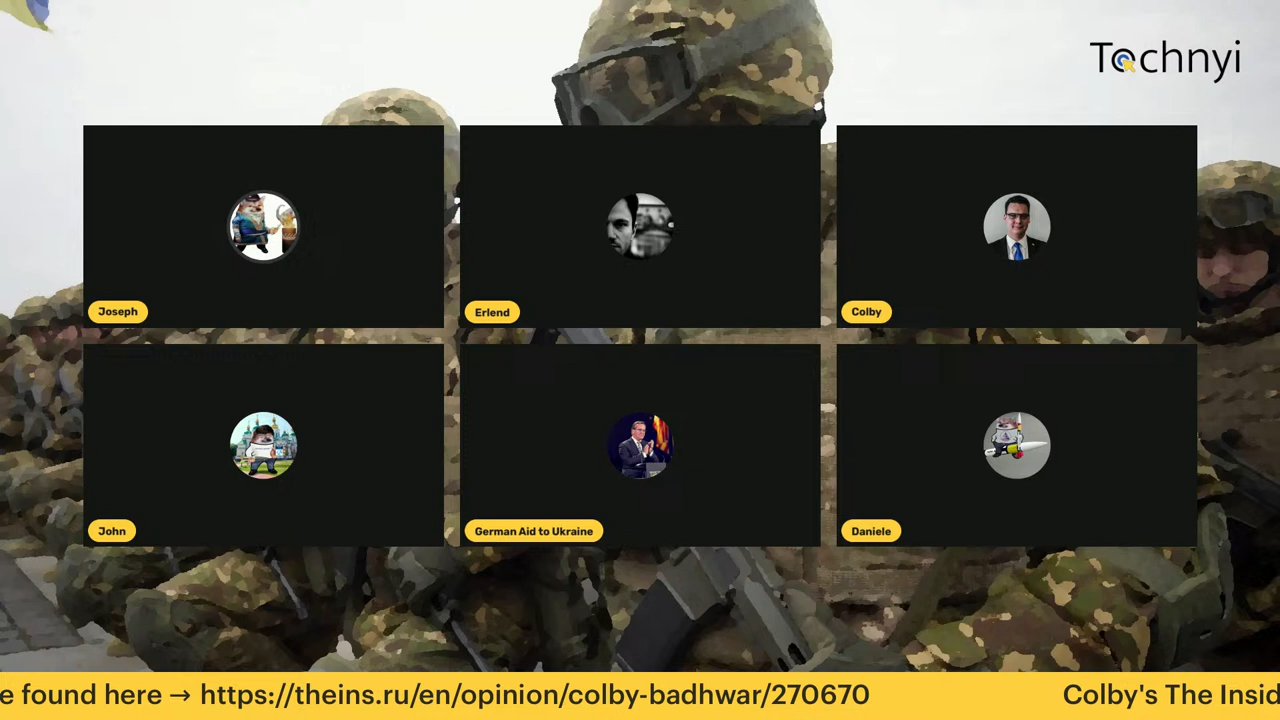 Technyi
Joseph
Erlend
Colby
John
German Aid to Ukraine
Daniele
e found here → https://theins.ru/en/opinion/colby-badhwar/270670 Colby's The Insid